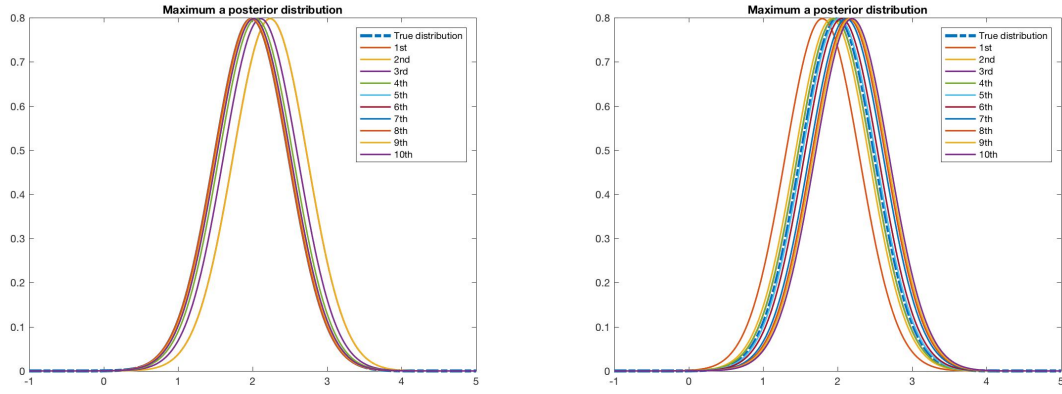 Maximum a posterior distribution
0.8
0.7
0.6
0.5
0.4
0.3
0.2
0.1
0
-1
0
1
2
3
4
5
True distribution
1st
2nd
3rd
4th
5th
6th
7th
8th
9th
10th
Maximum a posterior distribution
0.8
0.7
0.6
0.5
0.4
0.3
0.2
0.1
0
-1
0
1
2
3
4
5
True distribution
1st
2nd
3rd
4th
5th
6th
7th
8th
9th
10th